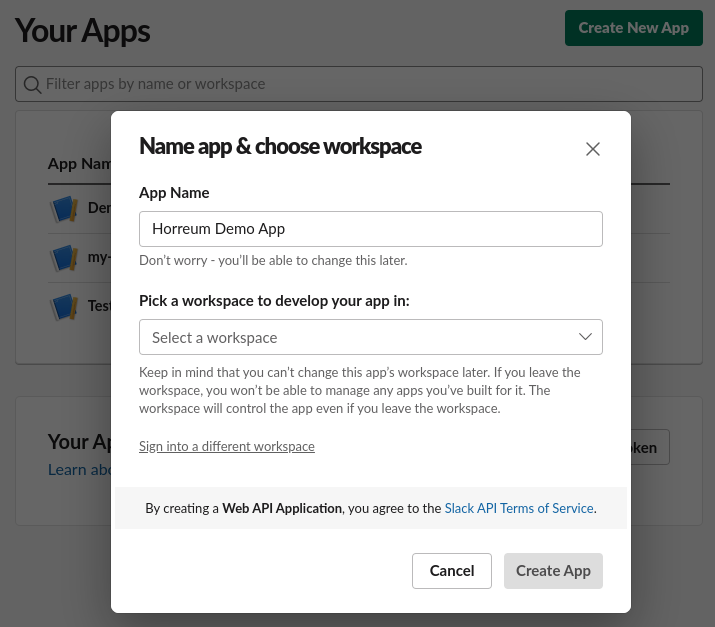 Your Apps
Create New App
Filter apps by name or workspace
Name app & choose workspace
App Name
Horreum Demo App
Don't worry - you'll be able to change this later.
Pick a workspace to develop your app in:
Select a workspace
Keep in mind that you can't change this app's workspace later. If you leave the
workspace, you won't be able to manage any apps you've built for it. The
workspace will control the app even if you leave the workspace.
Sign into a different workspace
By creating a Web API Application, you agree to the Slack API Terms of Service.
Cancel
Create App
App Nam
Der
my-
Test
Your Ap
Learn abo
ken